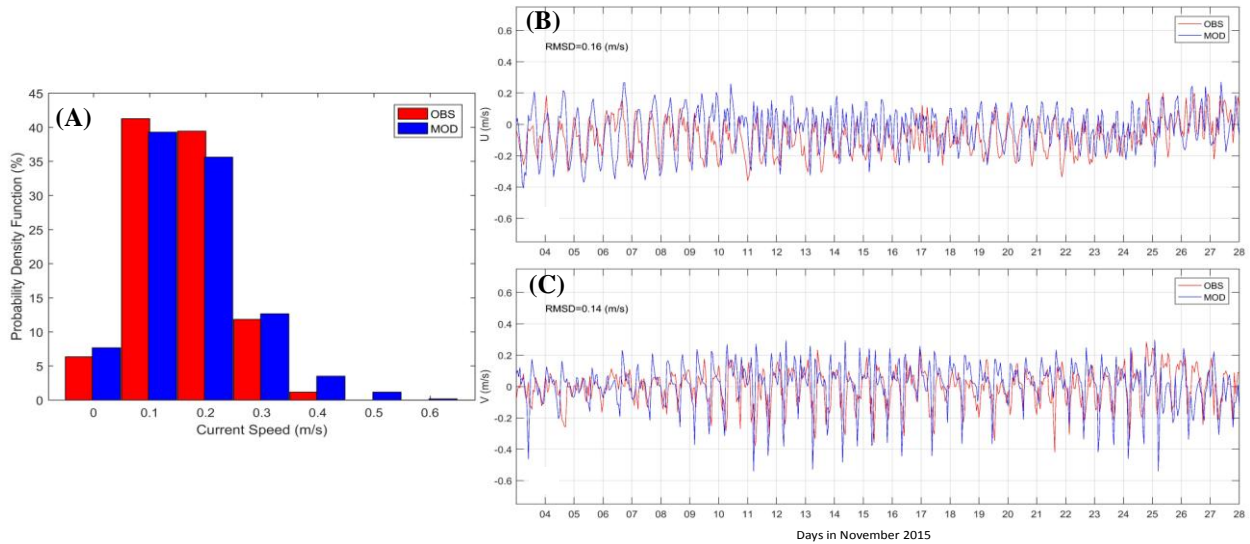 (A)
45
40
35
30
25
20
15
10
5
0
Probability Density Function (%)
OBS
MOD
0 0.1 0.2 0.3 0.4 0.5 0.6
Current Speed (m/s)
(B)
RMSD=0.16 (m/s)
OBS
MOD
0.6
0.4
0.2
0
-0.2
-0.4
-0.6
U (m/s)
04 05 06 07 08 09 10 11 12 13 14 15 16 17 18 19 20 21 22 23 24 25 26 27 28
(C)
RMSD=0.14 (m/s)
OBS
MOD
0.6
0.4
0.2
0
-0.2
-0.4
-0.6
V (m/s)
04 05 06 07 08 09 10 11 12 13 14 15 16 17 18 19 20 21 22 23 24 25 26 27 28
Days in November 2015